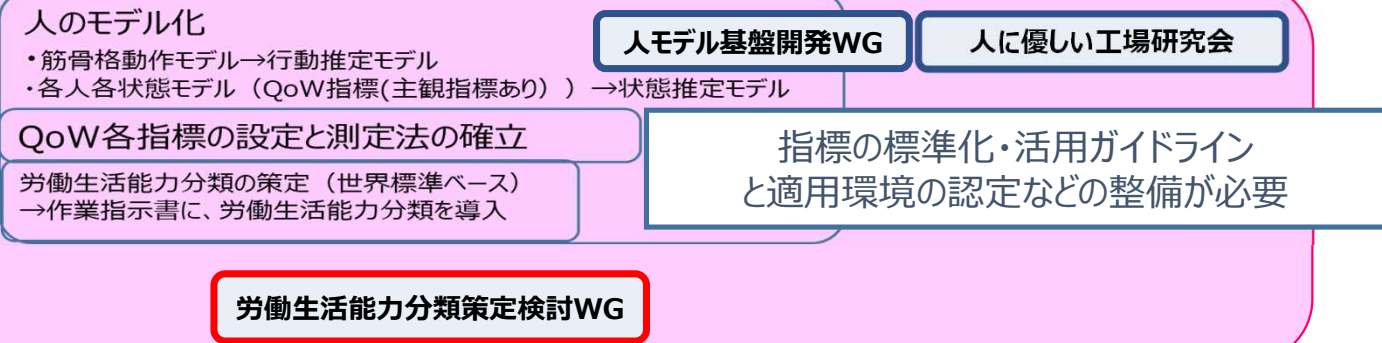 人のモデル化
・筋骨格動作モデル→行動推定モデル
・各人各状態モデル（QoW指標(主観指標あり)）→状態推定モデル
人モデル基盤開発WG
人に優しい工場研究会
QoW各指標の設定と測定法の確立
指標の標準化・活用ガイドライン
と適用環境の認定などの整備が必要
労働生活能力分類の策定（世界標準ベース）
→作業指示書に、労働生活能力分類を導入
労働生活能力分類策定検討WG